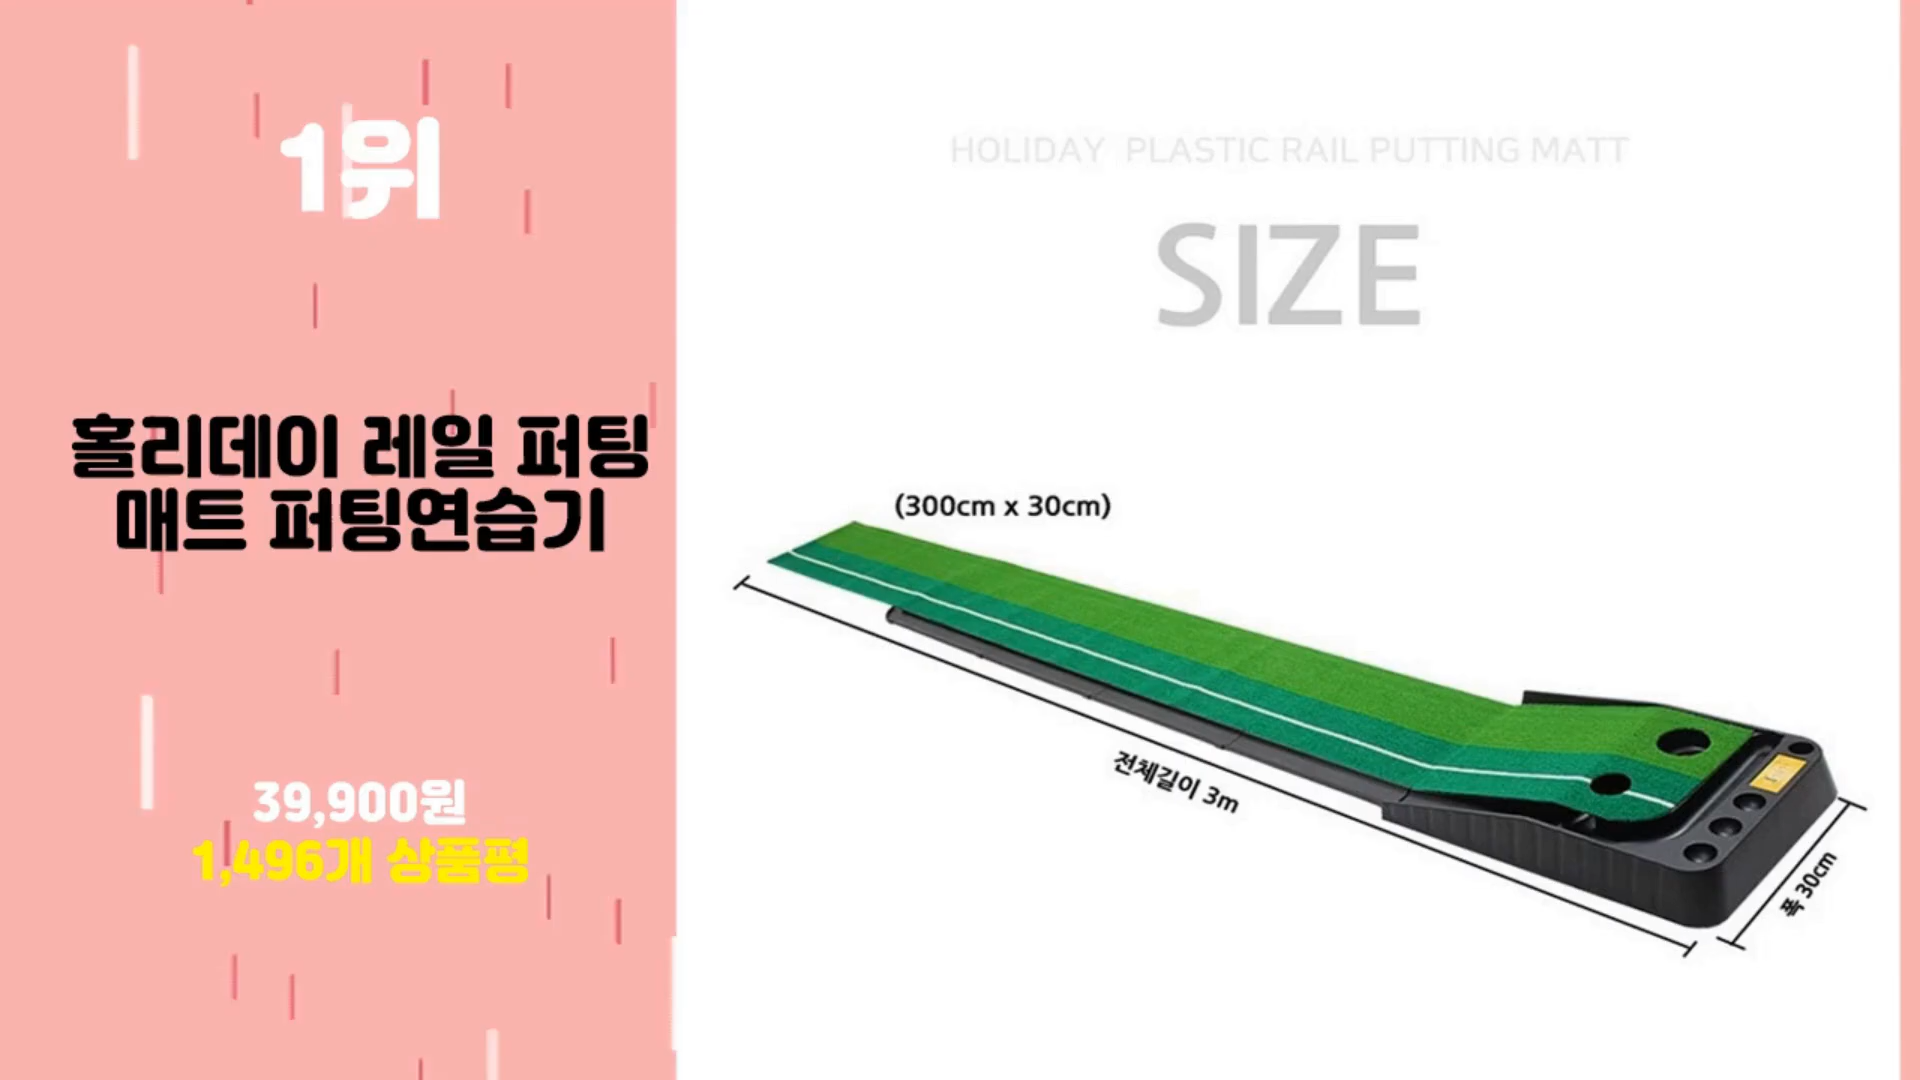 1위
홀리데이 레일 퍼팅
매트 퍼팅연습기
39,900원
1,496개 상품평
HOLIDAY PLASTIC RAIL PUTTING MATT
SIZE
(300cm x 30cm)
전체길이 3m
폭 30cm